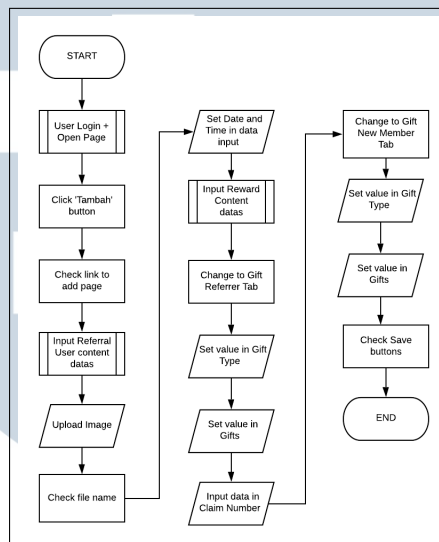 START
User Login +
Open Page
Click 'Tambah'
button
Check link to
add page
Input Referral
User content
datas
Upload Image
Check file name
Set Date and
Time in data
input
Input Reward
Content
datas
Change to Gift
Referrer Tab
Set value in Gift
Type
Set value in
Gifts
Input data in
Claim Number
Change to Gift
New Member
Tab
Set value in Gift
Type
Set value in
Gifts
Check Save
buttons
END